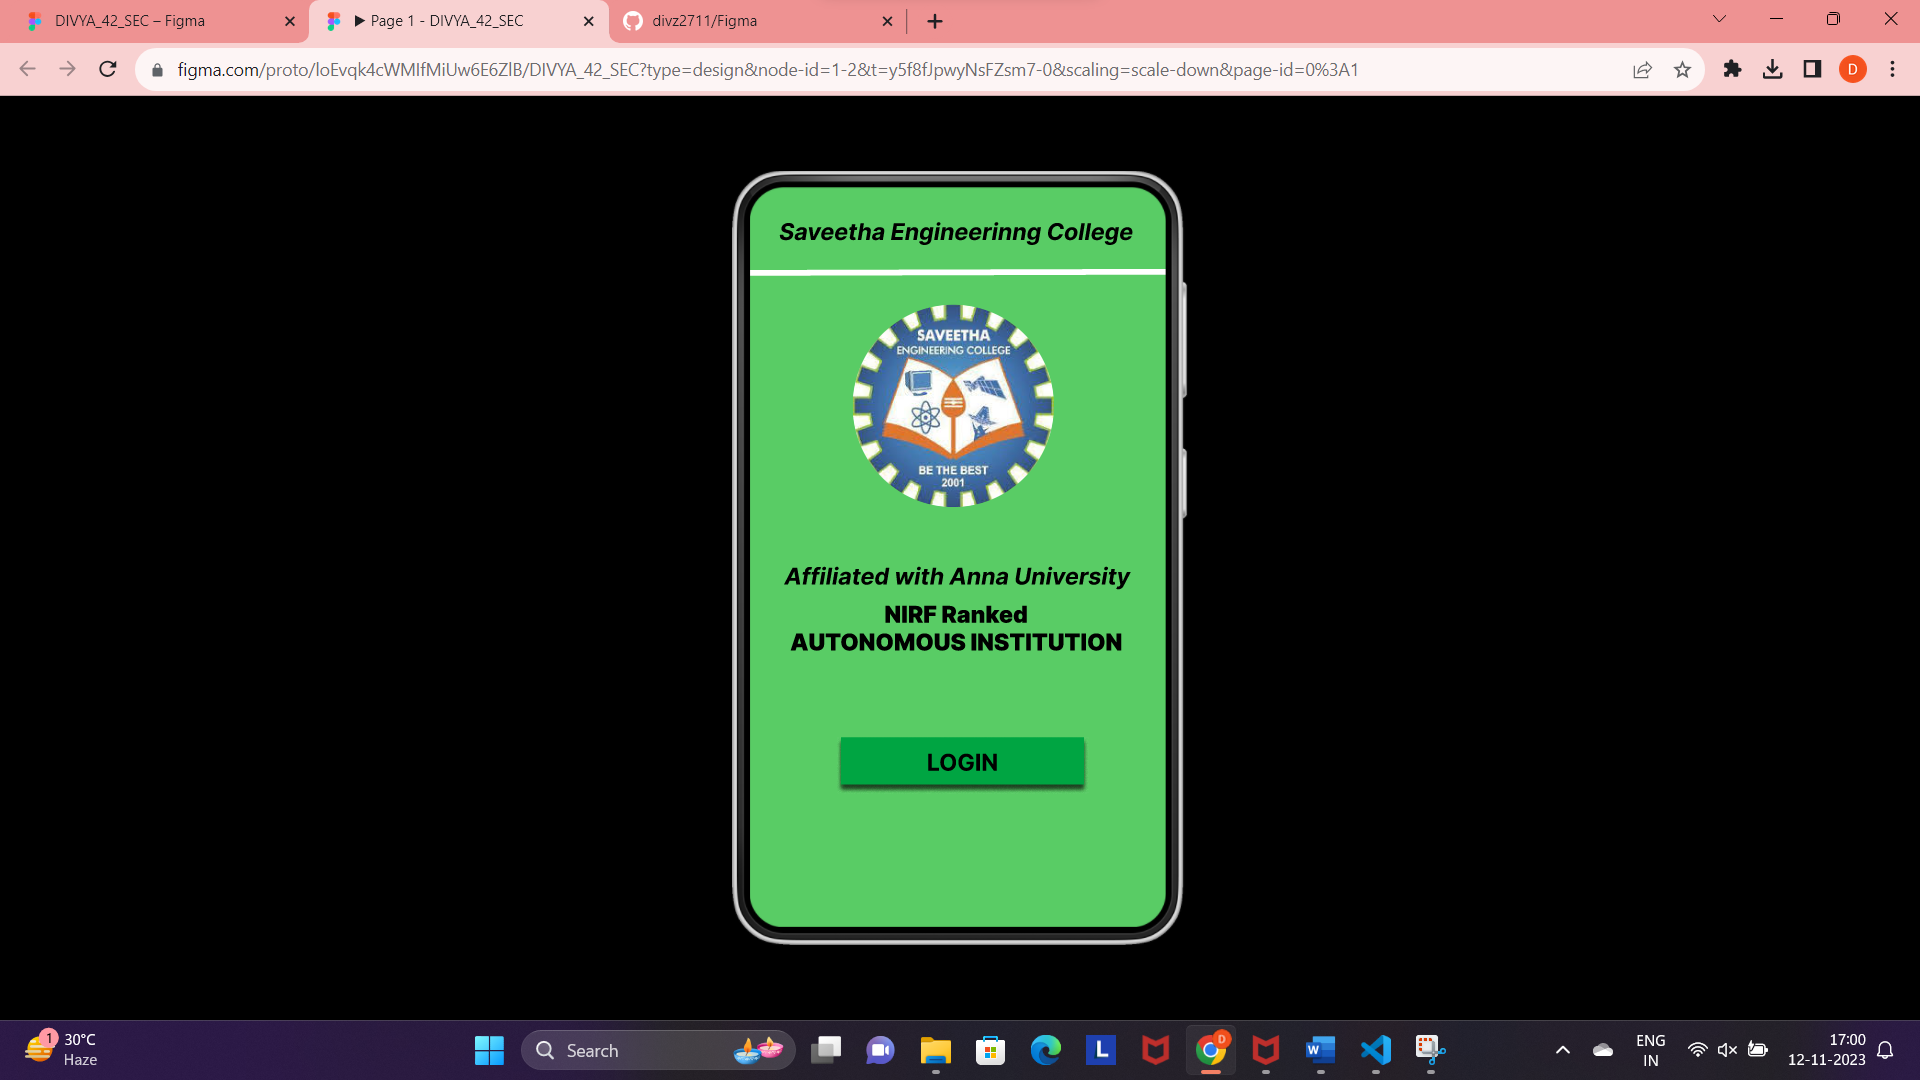 DIVYA_42_SEC – Figma
▶ Page 1 - DIVYA_42_SEC
divz2711/Figma
figma.com/proto/loEvqk4cWMIfMiUw6E6ZlB/DIVYA_42_SEC?type=design&node-id=1-2&t=y5f8fJpwyNsFZsm7-0&scaling=scale-down&page-id=0%3A1
D
Saveetha Engineerinng College
SAVEETHA
ENGINEERING COLLEGE
BE THE BEST
2001
Affiliated with Anna University
NIRF Ranked
AUTONOMOUS INSTITUTION
LOGIN
1
30°C
Haze
Search
L
D
W
ENG
IN
17:00
12-11-2023